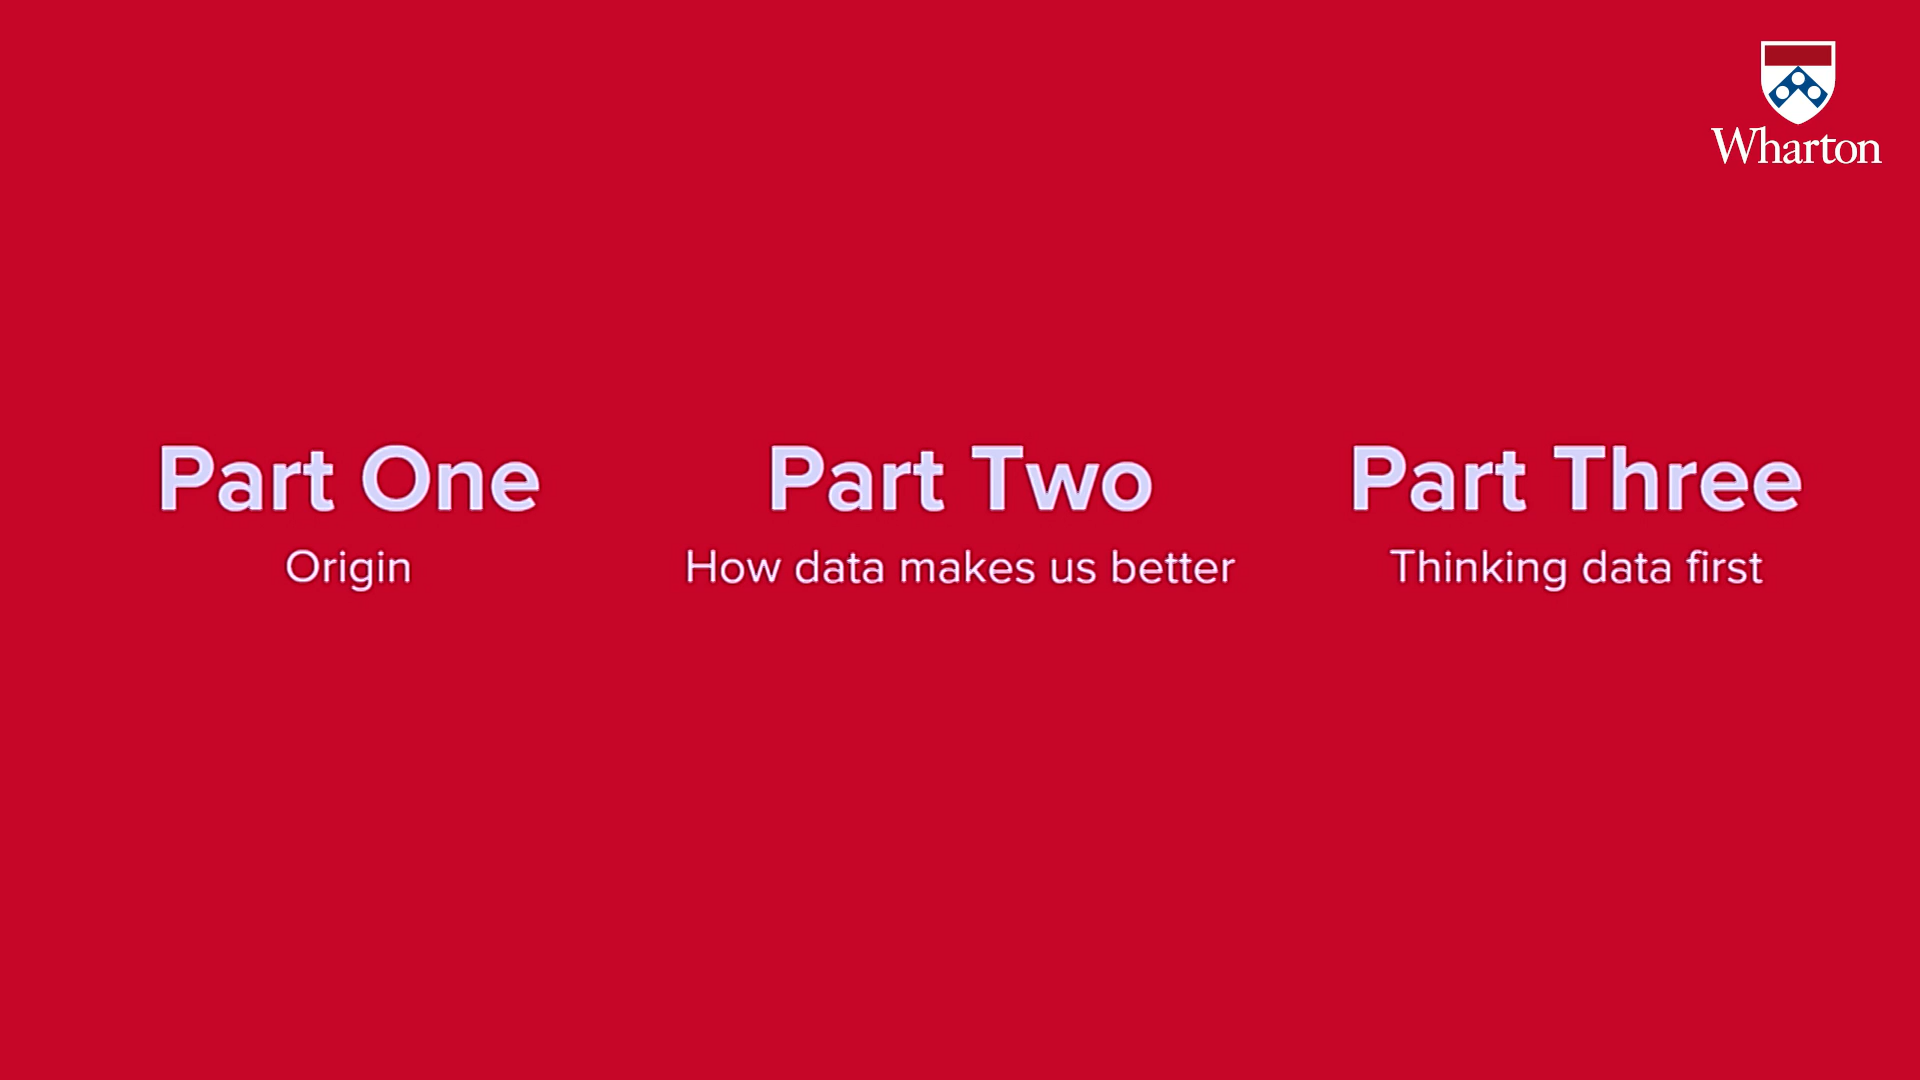 Wharton
Part One
Origin
Part Two
How data makes us better
Part Three
Thinking data first